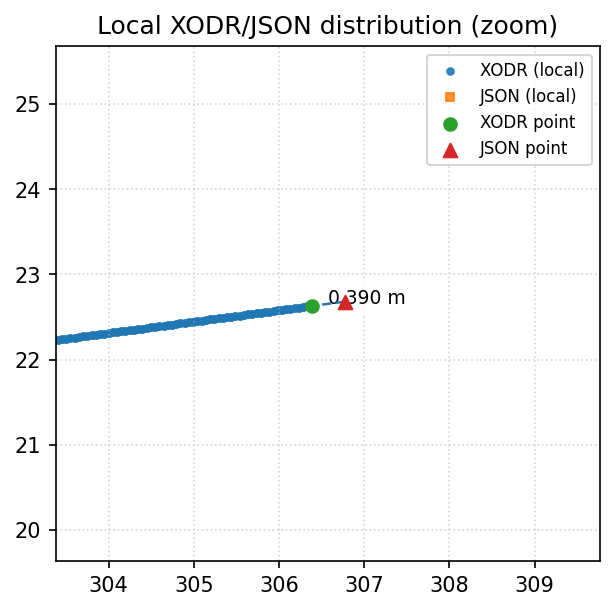 Local XODR/JSON distribution (zoom)
XODR (local)
JSON (local)
XODR point
JSON point
25
24
23
22
21
20
0.390 m
304
305
306
307
308
309